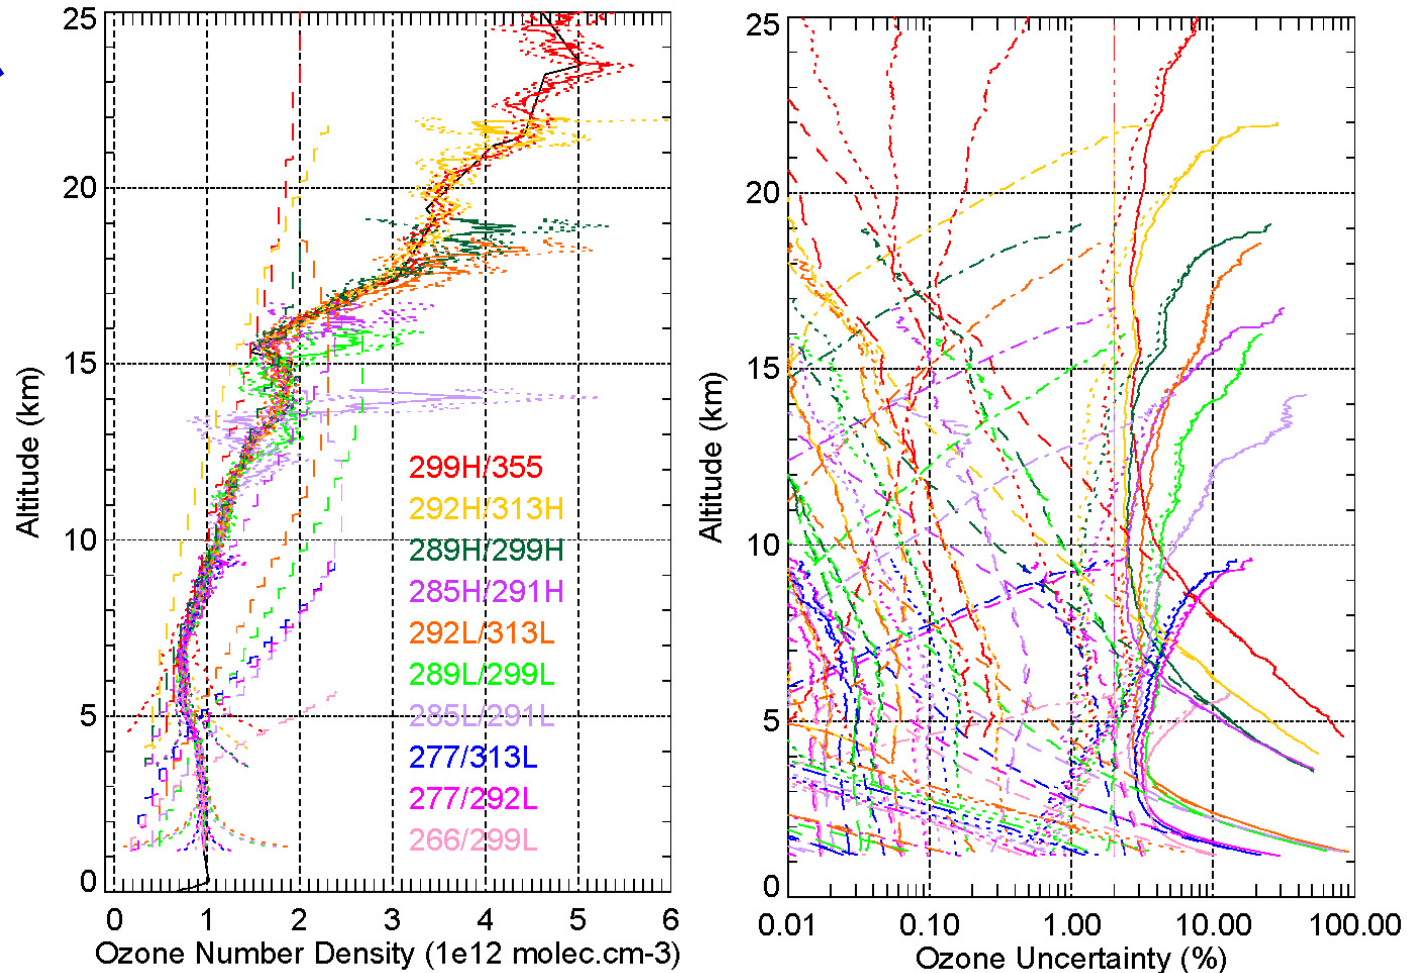 25
20
15
10
5
0
Altitude (km)
299H/355
292H/313H
289H/299H
285H/291H
292L/313L
289L/299L
285L/291L
277/313L
277/292L
266/299L
0 1 2 3 4 5 6
Ozone Number Density (1e12 molec.cm-3)
25
20
15
10
5
0
Altitude (km)
0.01 0.10 1.00 10.00 100.00
Ozone Uncertainty (%)